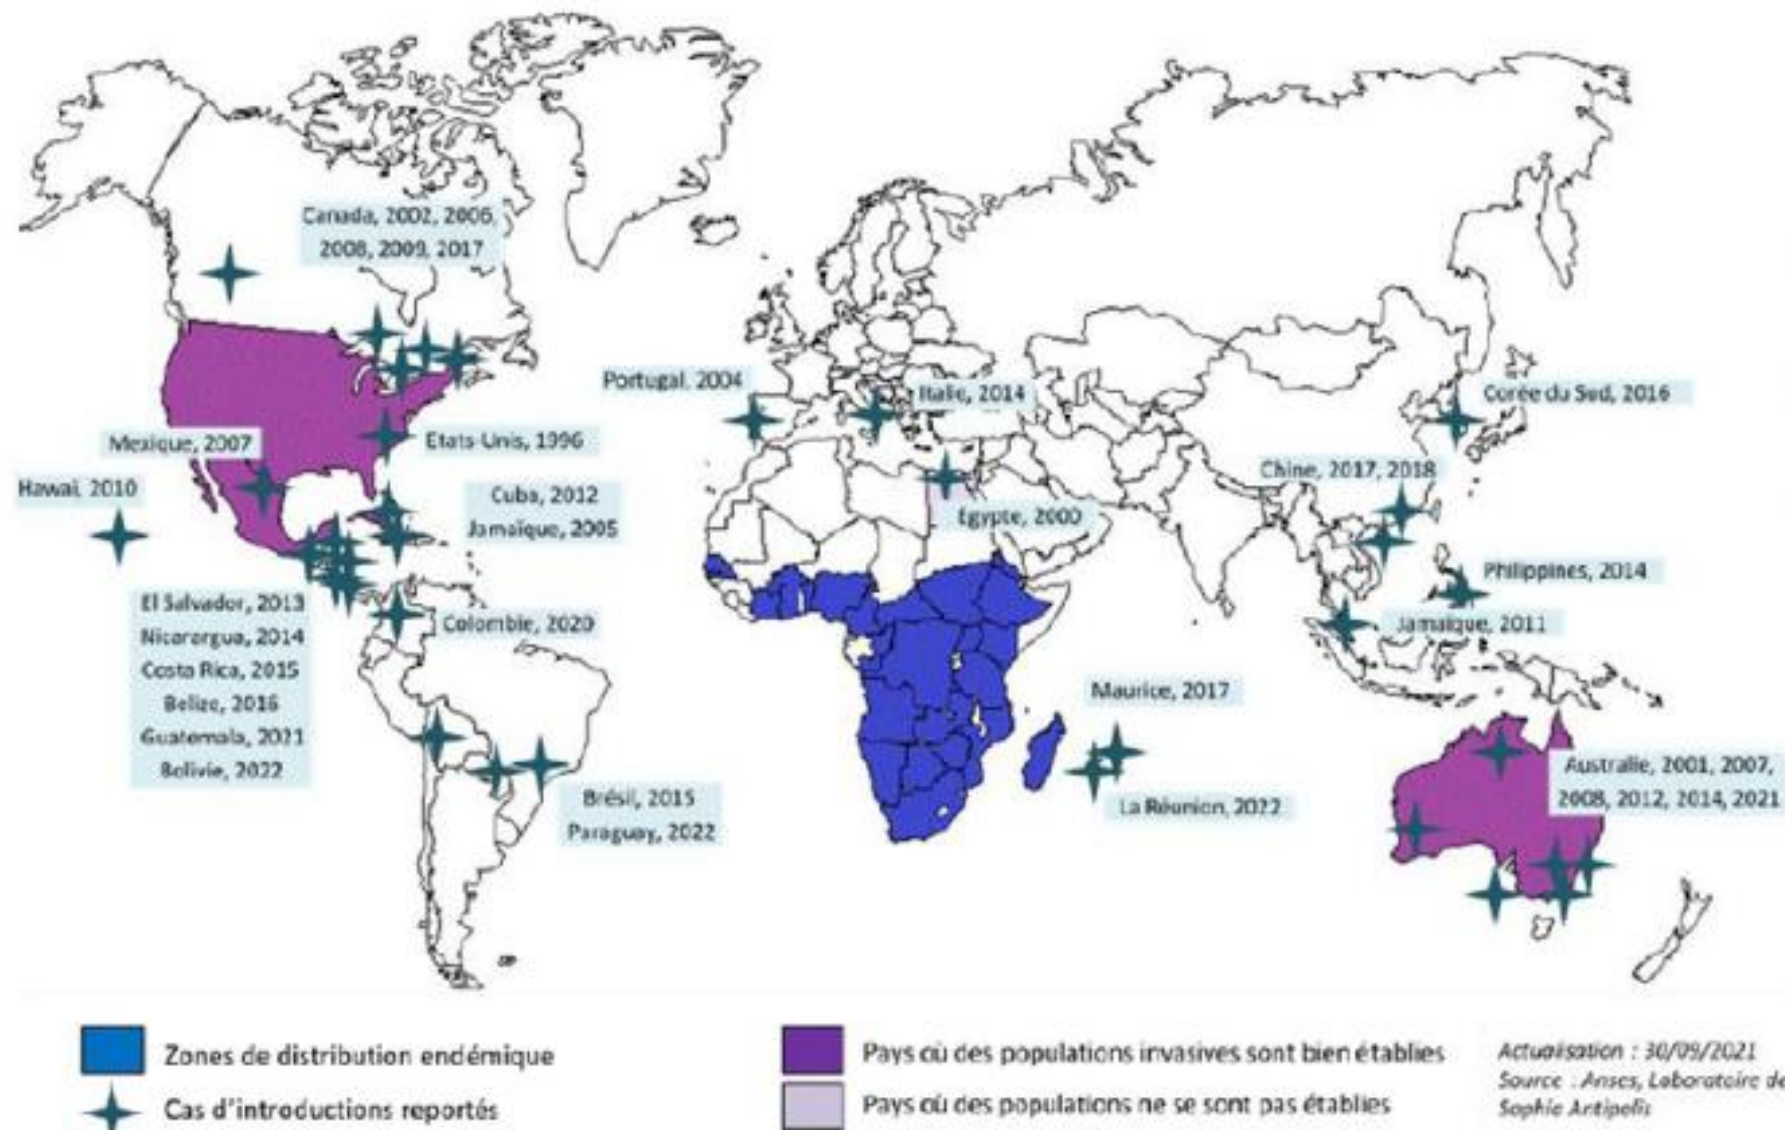 Canada, 2002, 2006,
2008, 2009, 2017
Portugal, 2004
Italie, 2014
Corée du Sud, 2016
Mexique, 2007
Etats-Unis, 1996
Chine, 2017, 2018
Hawai, 2010
Cuba, 2012
Jamaïque, 2005
Egypte, 2000
Philippines, 2014
El Salvador, 2013
Nicarargua, 2014
Costa Rica, 2015
Belize, 2016
Guatemala, 2021
Bolivie, 2022
Colombie, 2020
Jamaïque, 2011
Maurice, 2017
La Réunion, 2022
Brésil, 2015
Paraguay, 2022
Australie, 2001, 2007,
2008, 2012, 2014, 2021
Zones de distribution endémique
Cas d'introductions reportés
Pays où des populations invasives sont bien établies
Pays où des populations ne se sont pas établies
Actualisation : 30/09/2021
Source : Anses, Laboratoire de
Sophia Antipolis